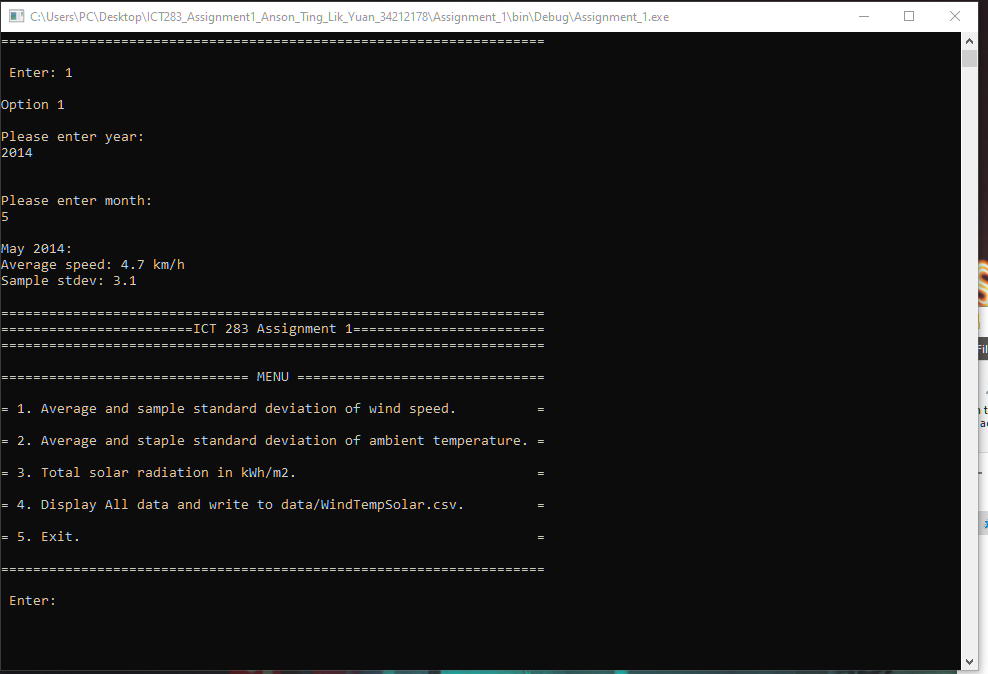 C:\Users\PC\Desktop\ICT283_Assignment1_Anson_Ting_Lik_Yuan_34212178\Assignment_1\bin\Debug\Assignment_1.exe
====================================================================
Enter: 1
Option 1
Please enter year:
2014
Please enter month:
5
May 2014:
Average speed: 4.7 km/h
Sample stdev: 3.1
====================================================================
========================ICT 283 Assignment 1========================
====================================================================
=============================== MENU ===============================
= 1. Average and sample standard deviation of wind speed. =
= 2. Average and staple standard deviation of ambient temperature. =
= 3. Total solar radiation in kWh/m2. =
= 4. Display All data and write to data/WindTempSolar.csv. =
= 5. Exit. =
====================================================================
Enter: